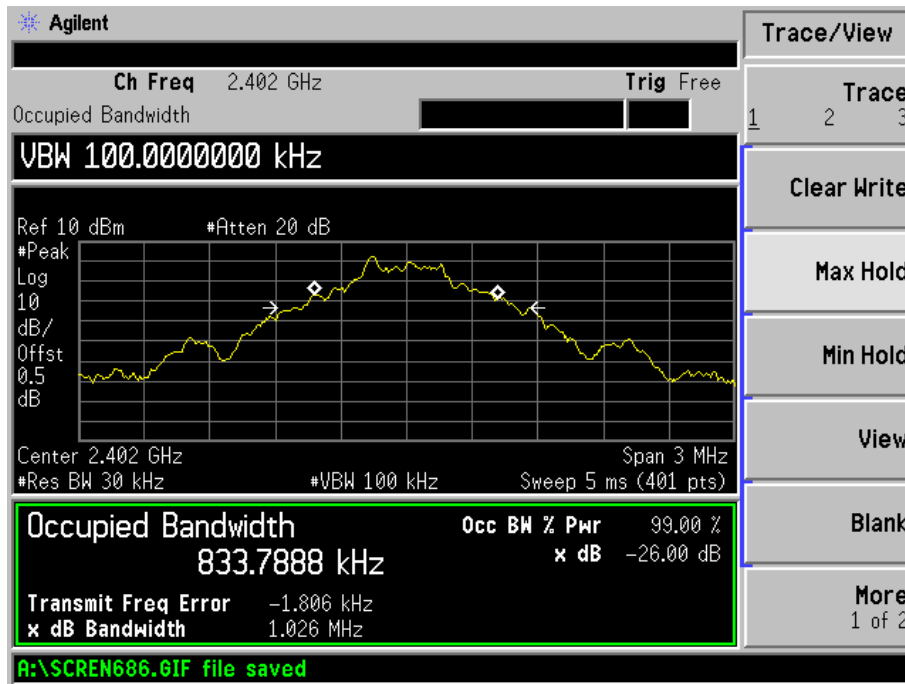 Agilent
Trace/View
Ch Freq 2.402 GHz Trig Free
Occupied Bandwidth
Trace
1 2 3
VBW 100.0000000 kHz
Clear Write
Ref 10 dBm #Atten 20 dB
#Peak
Log
10
dB/
Offst
0.5
dB
Max Hold
Min Hold
View
Center 2.402 GHz Span 3 MHz
#Res BW 30 kHz #VBW 100 kHz Sweep 5 ms (401 pts)
Occupied Bandwidth
833.7888 kHz
Occ BW % Pwr 99.00 %
x dB -26.00 dB
Transmit Freq Error -1.806 kHz
x dB Bandwidth 1.026 MHz
Blank
More
1 of 2
A:\SCREN686.GIF file saved